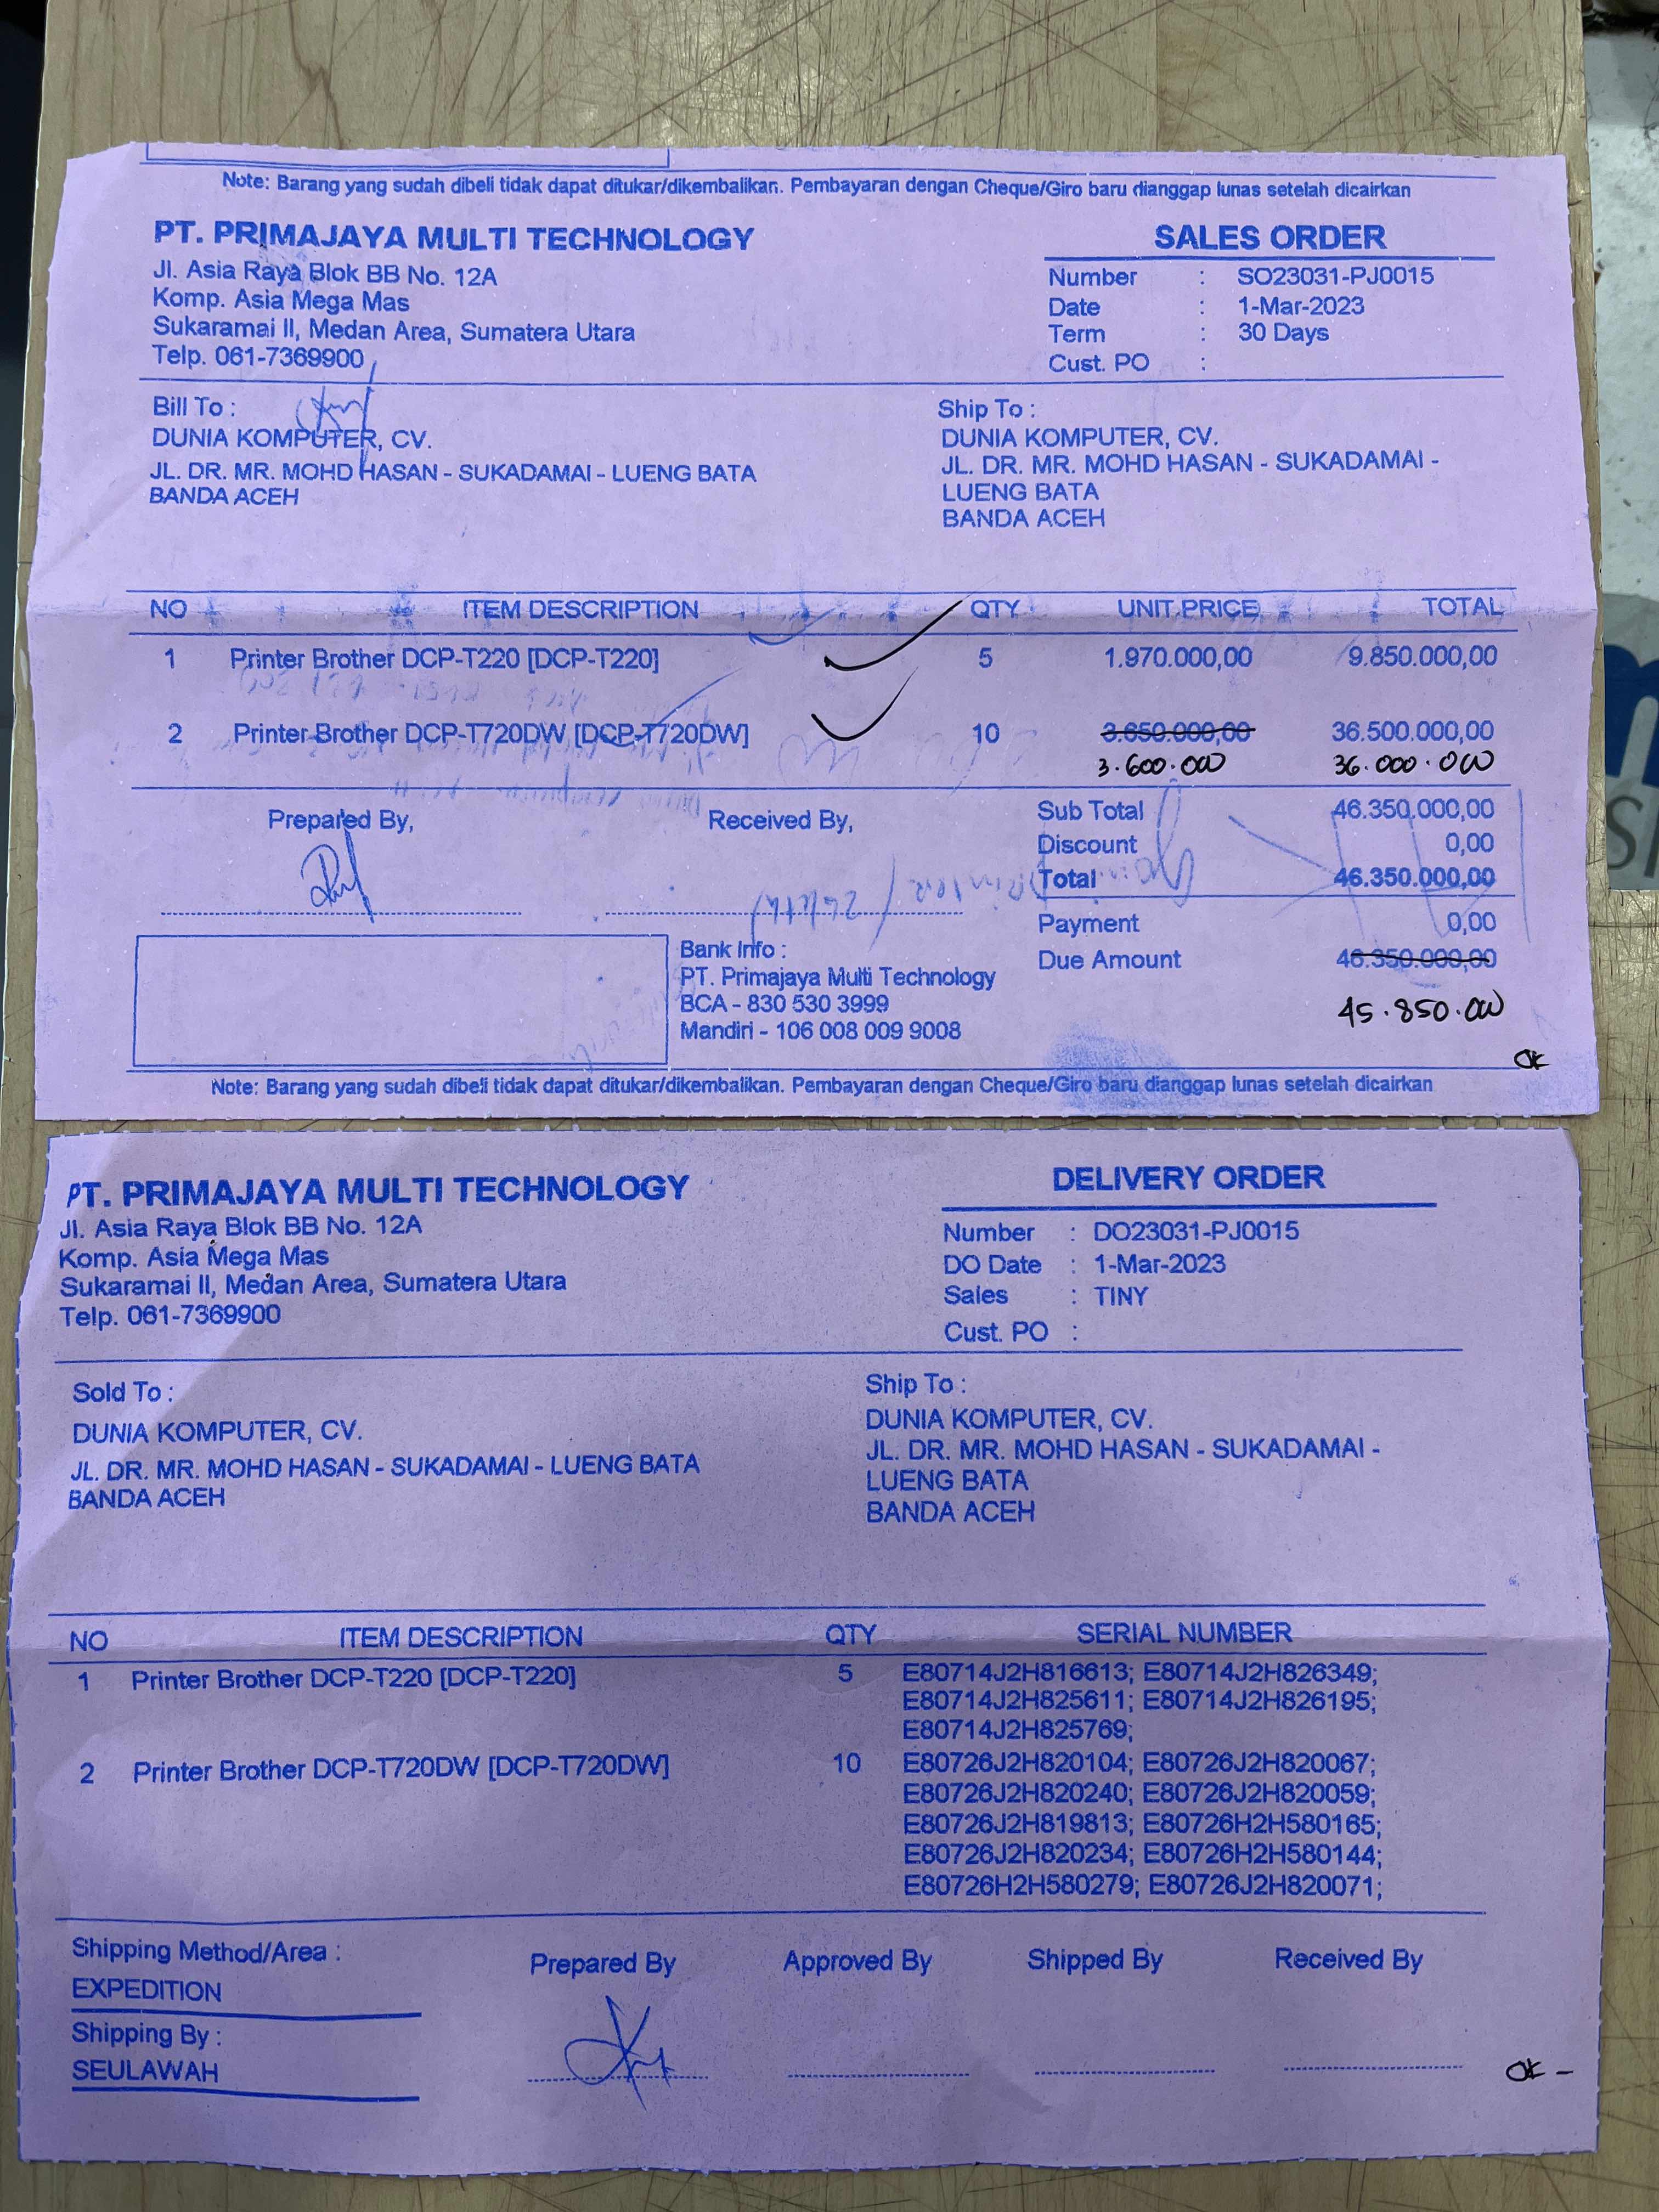 Note: Barang yang sudah dibeli tidak dapat ditukar/dikembalikan. Pembayaran dengan Cheque/Giro baru dianggap lunas setelah dicairkan
PT. PRIMAJAYA MULTI TECHNOLOGY
Jl. Asia Raya Blok BB No. 12A
Komp. Asia Mega Mas
Sukaramai II, Medan Area, Sumatera Utara
Telp. 061-7369900
SALES ORDER
Number : SO23031-PJ0015
Date : 1-Mar-2023
Term : 30 Days
Cust. PO :
Bill To :
DUNIA KOMPUTER, CV.
JL. DR. MR. MOHD HASAN - SUKADAMAI - LUENG BATA
BANDA ACEH
Ship To :
DUNIA KOMPUTER, CV.
JL. DR. MR. MOHD HASAN - SUKADAMAI -
LUENG BATA
BANDA ACEH
NO ITEM DESCRIPTION QTY UNIT PRICE TOTAL
1 Printer Brother DCP-T220 [DCP-T220] 5 1.970.000,00 9.850.000,00
2 Printer Brother DCP-T720DW [DCP-T720DW] 10 3.650.000,00 36.500.000,00
3.600.000 36.000.000
Prepared By, Received By,
Sub Total 46.350.000,00
Discount 0,00
Total 46.350.000,00
Payment 0,00
Due Amount 46.350.000,00
45.850.000
Bank Info :
PT. Primajaya Multi Technology
BCA - 830 530 3999
Mandiri - 106 008 009 9008
OK
Note: Barang yang sudah dibeli tidak dapat ditukar/dikembalikan. Pembayaran dengan Cheque/Giro baru dianggap lunas setelah dicairkan
PT. PRIMAJAYA MULTI TECHNOLOGY
Jl. Asia Raya Blok BB No. 12A
Komp. Asia Mega Mas
Sukaramai II, Medan Area, Sumatera Utara
Telp. 061-7369900
DELIVERY ORDER
Number : DO23031-PJ0015
DO Date : 1-Mar-2023
Sales : TINY
Cust. PO :
Sold To :
DUNIA KOMPUTER, CV.
JL. DR. MR. MOHD HASAN - SUKADAMAI - LUENG BATA
BANDA ACEH
Ship To :
DUNIA KOMPUTER, CV.
JL. DR. MR. MOHD HASAN - SUKADAMAI -
LUENG BATA
BANDA ACEH
NO ITEM DESCRIPTION QTY SERIAL NUMBER
1 Printer Brother DCP-T220 [DCP-T220] 5 E80714J2H816613; E80714J2H826349;
E80714J2H825611; E80714J2H826195;
E80714J2H825769;
2 Printer Brother DCP-T720DW [DCP-T720DW] 10 E80726J2H820104; E80726J2H820067;
E80726J2H820240; E80726J2H820059;
E80726J2H819813; E80726H2H580165;
E80726J2H820234; E80726H2H580144;
E80726H2H580279; E80726J2H820071;
Shipping Method/Area :
EXPEDITION
Shipping By :
SEULAWAH
Prepared By Approved By Shipped By Received By
OK -